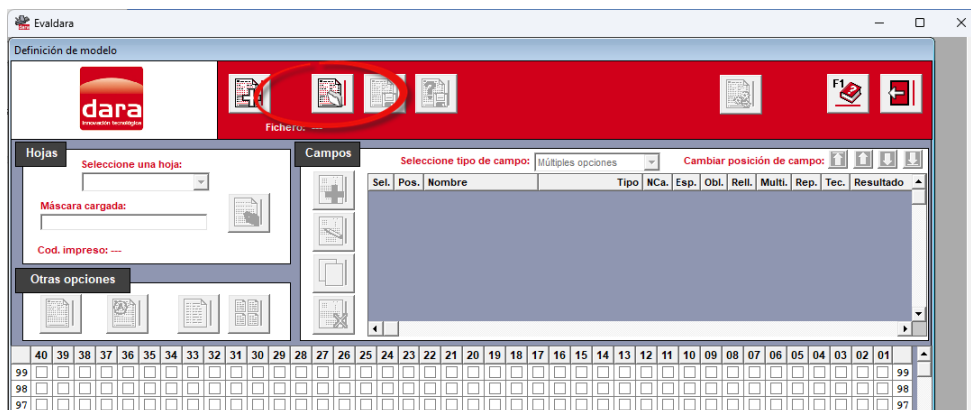 Evaldara
Definición de modelo
dara
innovación tecnológica
F1
Fichero: ---
Hojas
Seleccione una hoja:
Máscara cargada:
Cod. impreso: ---
Otras opciones
Campos
Seleccione tipo de campo: Múltiples opciones Cambiar posición de campo:
Sel. Pos. Nombre Tipo NCa. Esp. Obl. Rell. Multi. Rep. Tec. Resultado
40 39 38 37 36 35 34 33 32 31 30 29 28 27 26 25 24 23 22 21 20 19 18 17 16 15 14 13 12 11 10 09 08 07 06 05 04 03 02 01
99 99
98 98
97 97